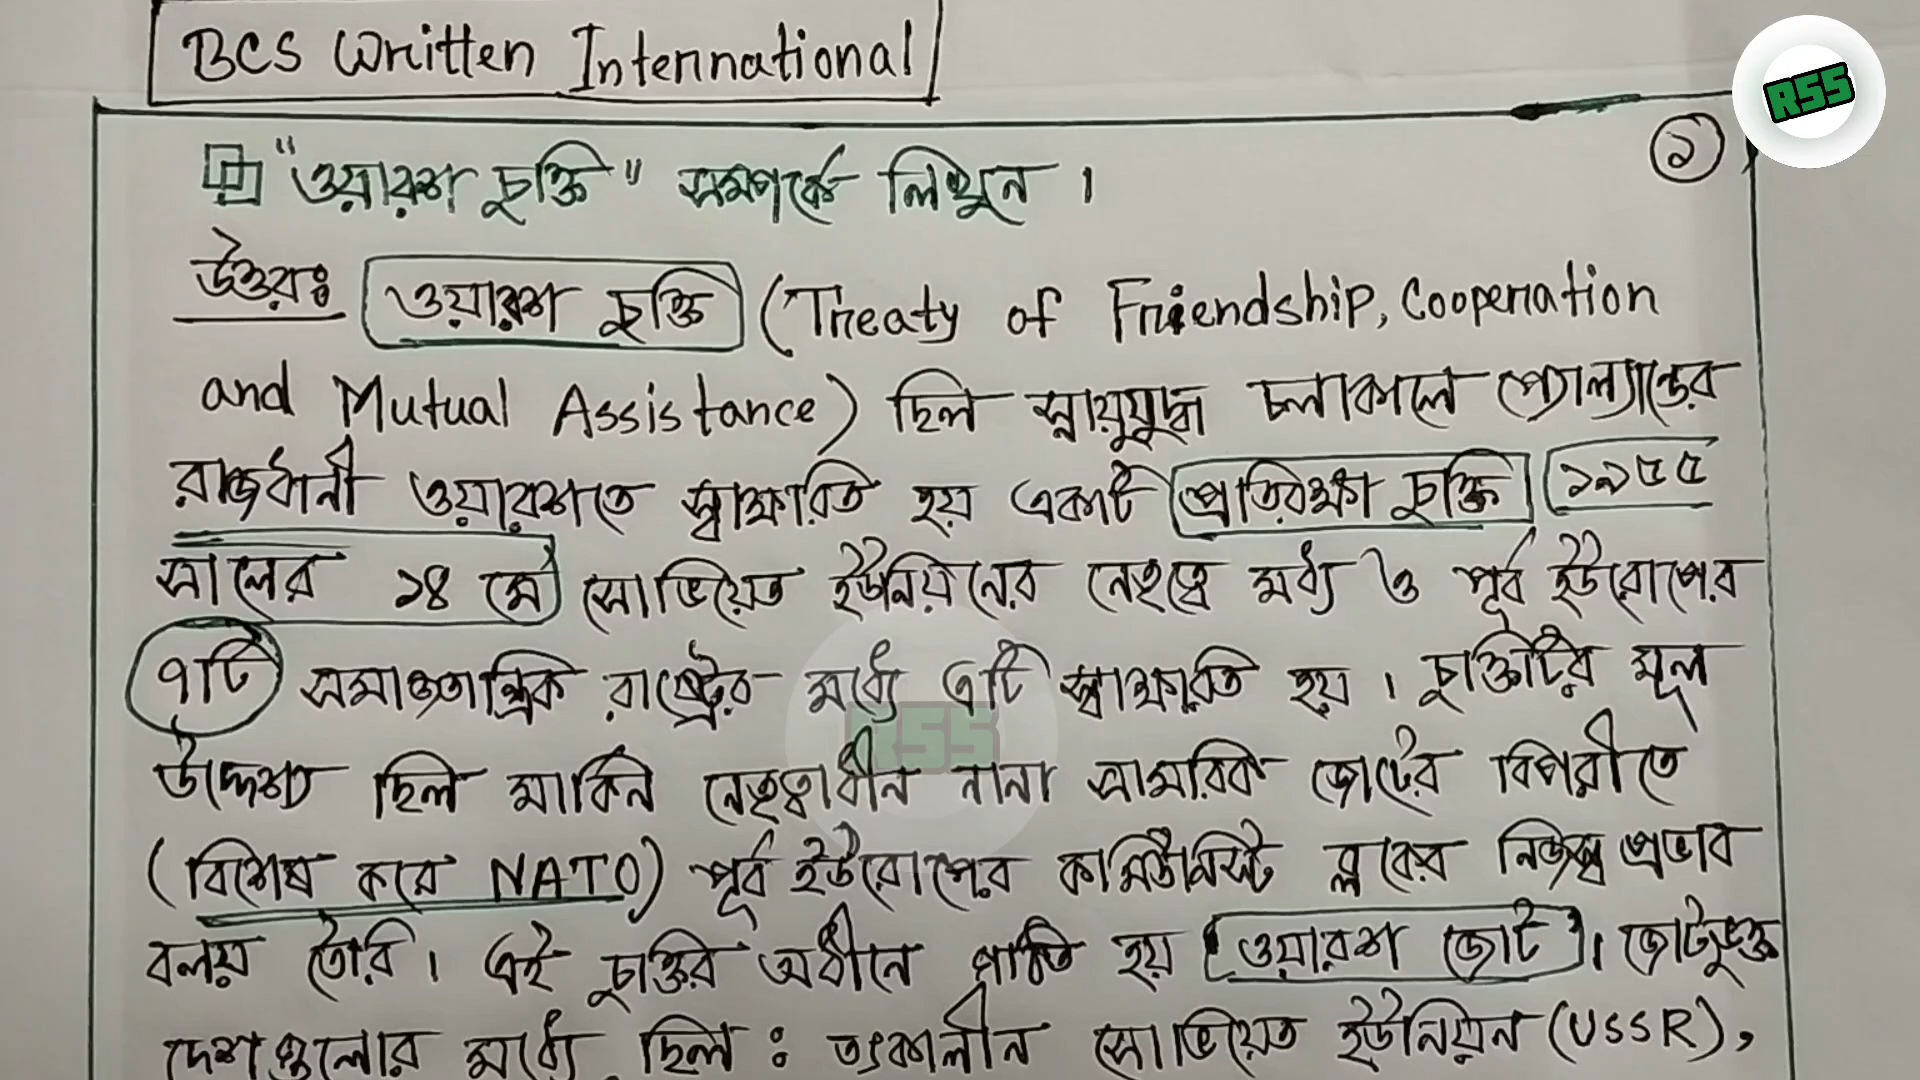 BCS Written International
RSS
১
"ওয়ারশ চুক্তি" সম্পর্কে লিখুন।
উত্তরঃ ওয়ারশ চুক্তি (Treaty of Friendship, Cooperation
and Mutual Assistance) ছিল স্নায়ুযুদ্ধ চলাকালে পোল্যান্ডের
রাজধানী ওয়ারশতে স্বাক্ষরিত হয় একটি প্রতিরক্ষা চুক্তি। ১৯৫৫
সালের ১৪ মে সোভিয়েত ইউনিয়নের নেতৃত্বে মধ্য ও পূর্ব ইউরোপের
৭টি সমাজতান্ত্রিক রাষ্ট্রের মধ্যে এটি স্বাক্ষরিত হয়। চুক্তিটির মূল
উদ্দেশ্য ছিল মার্কিন নেতৃত্বাধীন নানা সামরিক জোটের বিপরীতে
(বিশেষ করে NATO) পূর্ব ইউরোপের কমিউনিস্ট ব্লকের নিজস্ব প্রভাব
বলয় তৈরি। এই চুক্তির অধীনে গঠিত হয় ওয়ারশ জোট। জোটভুক্ত
দেশগুলোর মধ্যে ছিল : তৎকালীন সোভিয়েত ইউনিয়ন (USSR),
RSS